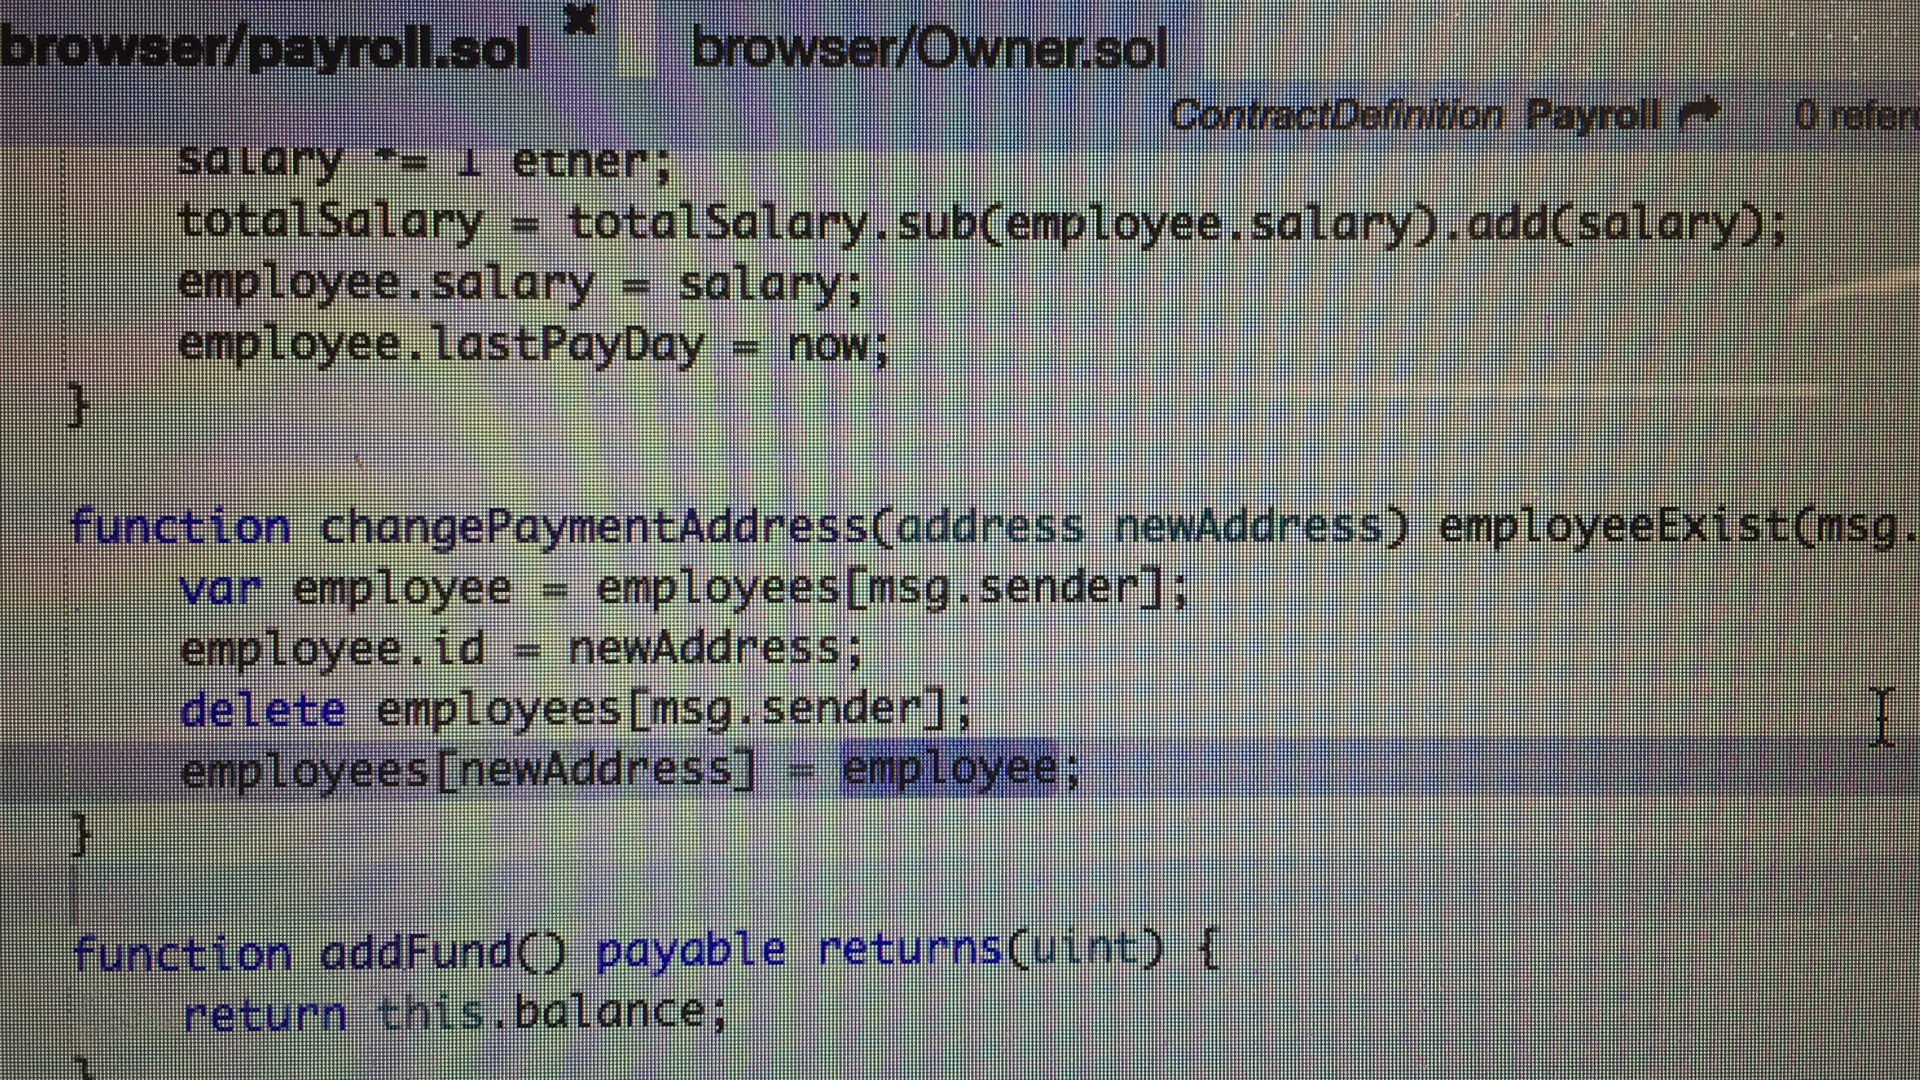 browser/payroll.sol ✖ browser/Owner.sol
ContractDefinition Payroll 0 refer
salary *= 1 ether;
totalSalary = totalSalary.sub(employee.salary).add(salary);
employee.salary = salary;
employee.lastPayDay = now;
}
function changePaymentAddress(address newAddress) employeeExist(msg.
var employee = employees[msg.sender];
employee.id = newAddress;
delete employees[msg.sender];
employees[newAddress] = employee;
}
function addFund() payable returns(uint) {
return this.balance;
}